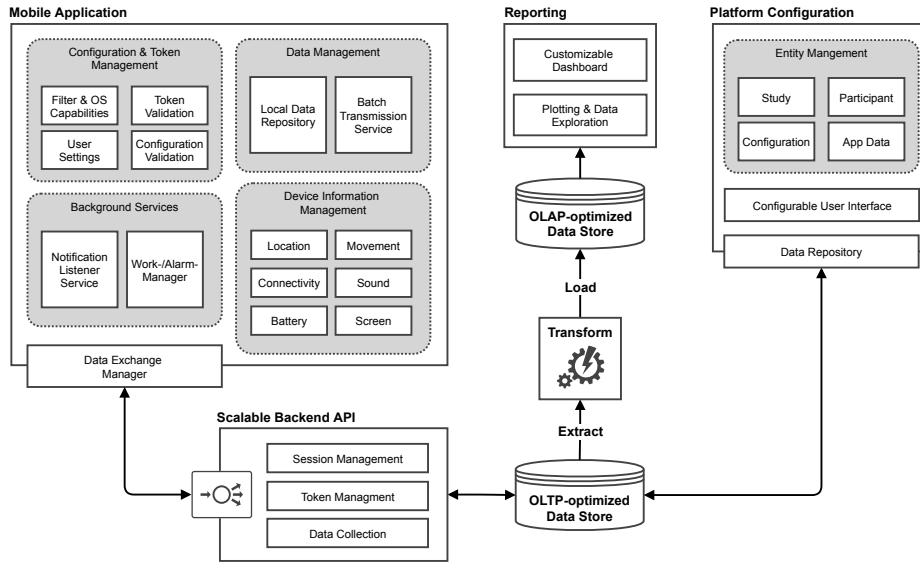 Mobile Application
Configuration & Token
Management
Filter & OS
Capabilities
Token
Validation
User
Settings
Configuration
Validation
Data Management
Local Data
Repository
Batch
Transmission
Service
Background Services
Notification
Listener
Service
Work-/Alarm-
Manager
Device Information
Management
Location
Movement
Connectivity
Sound
Battery
Screen
Data Exchange
Manager
Scalable Backend API
Session Management
Token Managment
Data Collection
Reporting
Customizable
Dashboard
Plotting & Data
Exploration
OLAP-optimized
Data Store
Load
Transform
Extract
OLTP-optimized
Data Store
Platform Configuration
Entity Mangement
Study
Participant
Configuration
App Data
Configurable User Interface
Data Repository